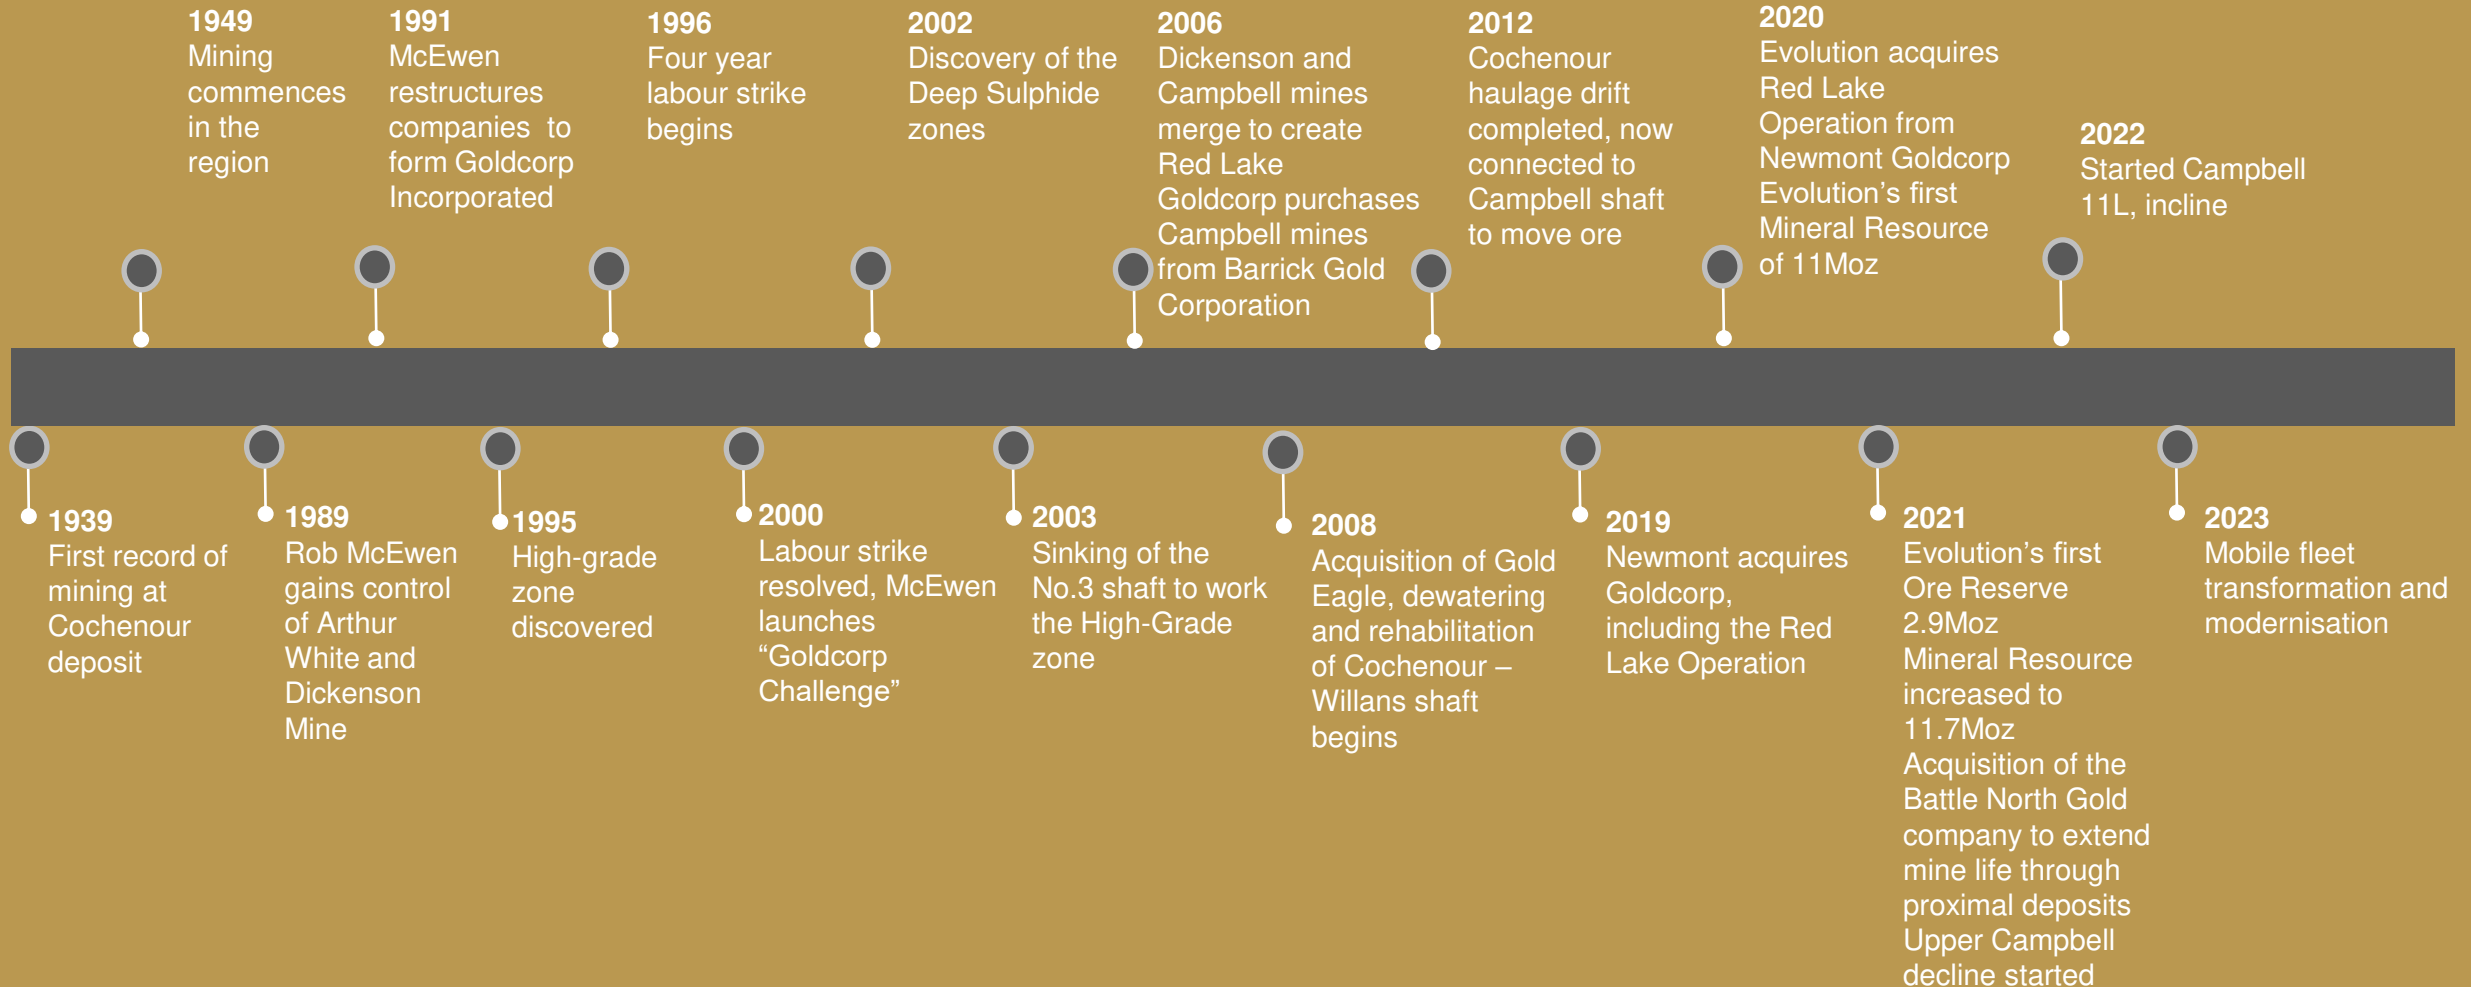 1949
Mining
commences
in the
region
1991
McEwen
restructures
companies  to
form Goldcorp
Incorporated
1996
Four year
labour strike
begins
2002
Discovery of the
Deep Sulphide
zones
2006
Dickenson and
Campbell mines
merge to create
Red Lake
Goldcorp purchases
Campbell mines
from Barrick Gold
Corporation
2012
Cochenour
haulage drift
completed, now
connected to
Campbell shaft
to move ore
2020
Evolution acquires
Red Lake
Operation from
Newmont Goldcorp
Evolution’s first
Mineral Resource
of 11Moz
2022
Started Campbell
11L, incline
1939
First record of
mining at
Cochenour
deposit
1989
Rob McEwen
gains control
of Arthur
White and
Dickenson
Mine
1995
High-grade
zone
discovered
2000
Labour strike
resolved, McEwen
launches
“Goldcorp
Challenge”
2003
Sinking of the
No.3 shaft to work
the High-Grade
zone
2008
Acquisition of Gold
Eagle, dewatering
and rehabilitation
of Cochenour –
Willans shaft
begins
2019
Newmont acquires
Goldcorp,
including the Red
Lake Operation
2021
Evolution’s first
Ore Reserve
2.9Moz
Mineral Resource
increased to
11.7Moz
Acquisition of the
Battle North Gold
company to extend
mine life through
proximal deposits
Upper Campbell
decline started
2023
Mobile fleet
transformation and
modernisation